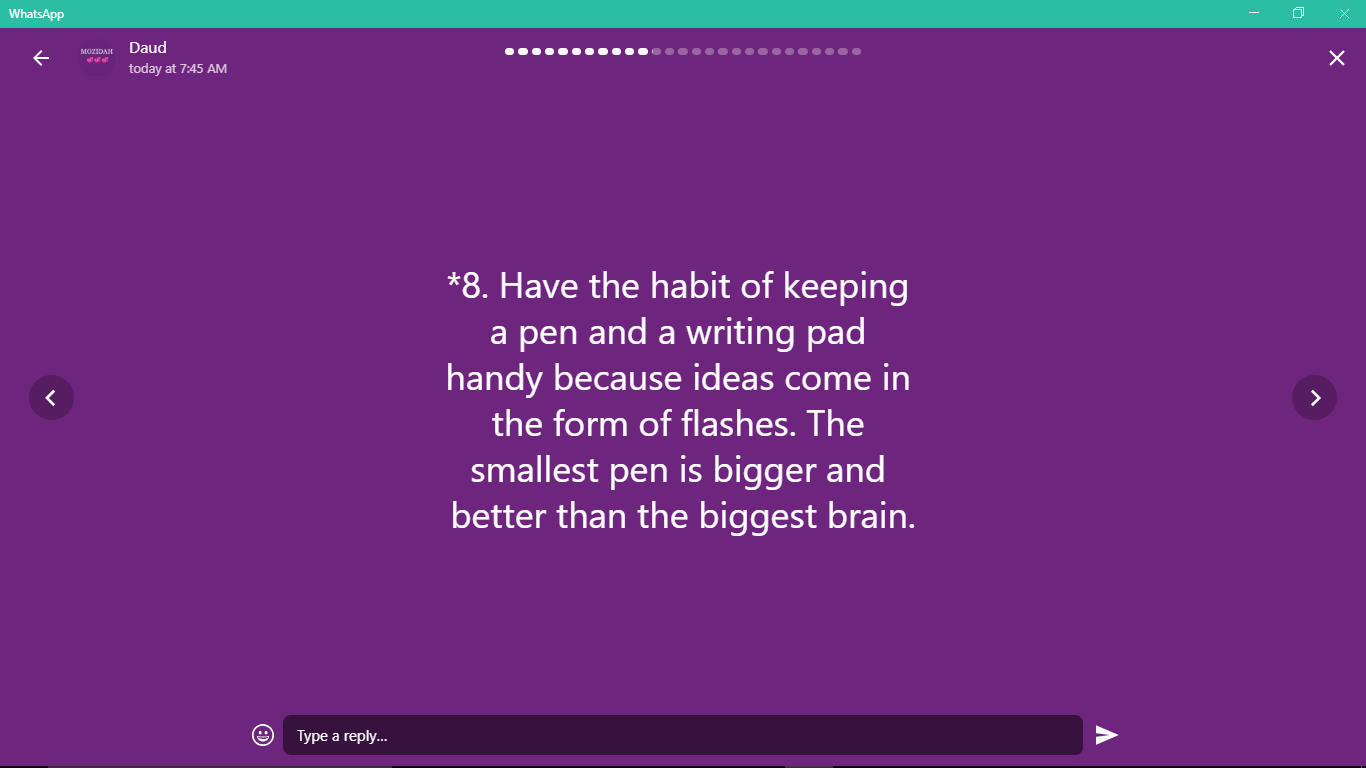 WhatsApp
MOZIDAH
Daud
today at 7:45 AM
*8. Have the habit of keeping
a pen and a writing pad
handy because ideas come in
the form of flashes. The
smallest pen is bigger and
better than the biggest brain.
Type a reply...